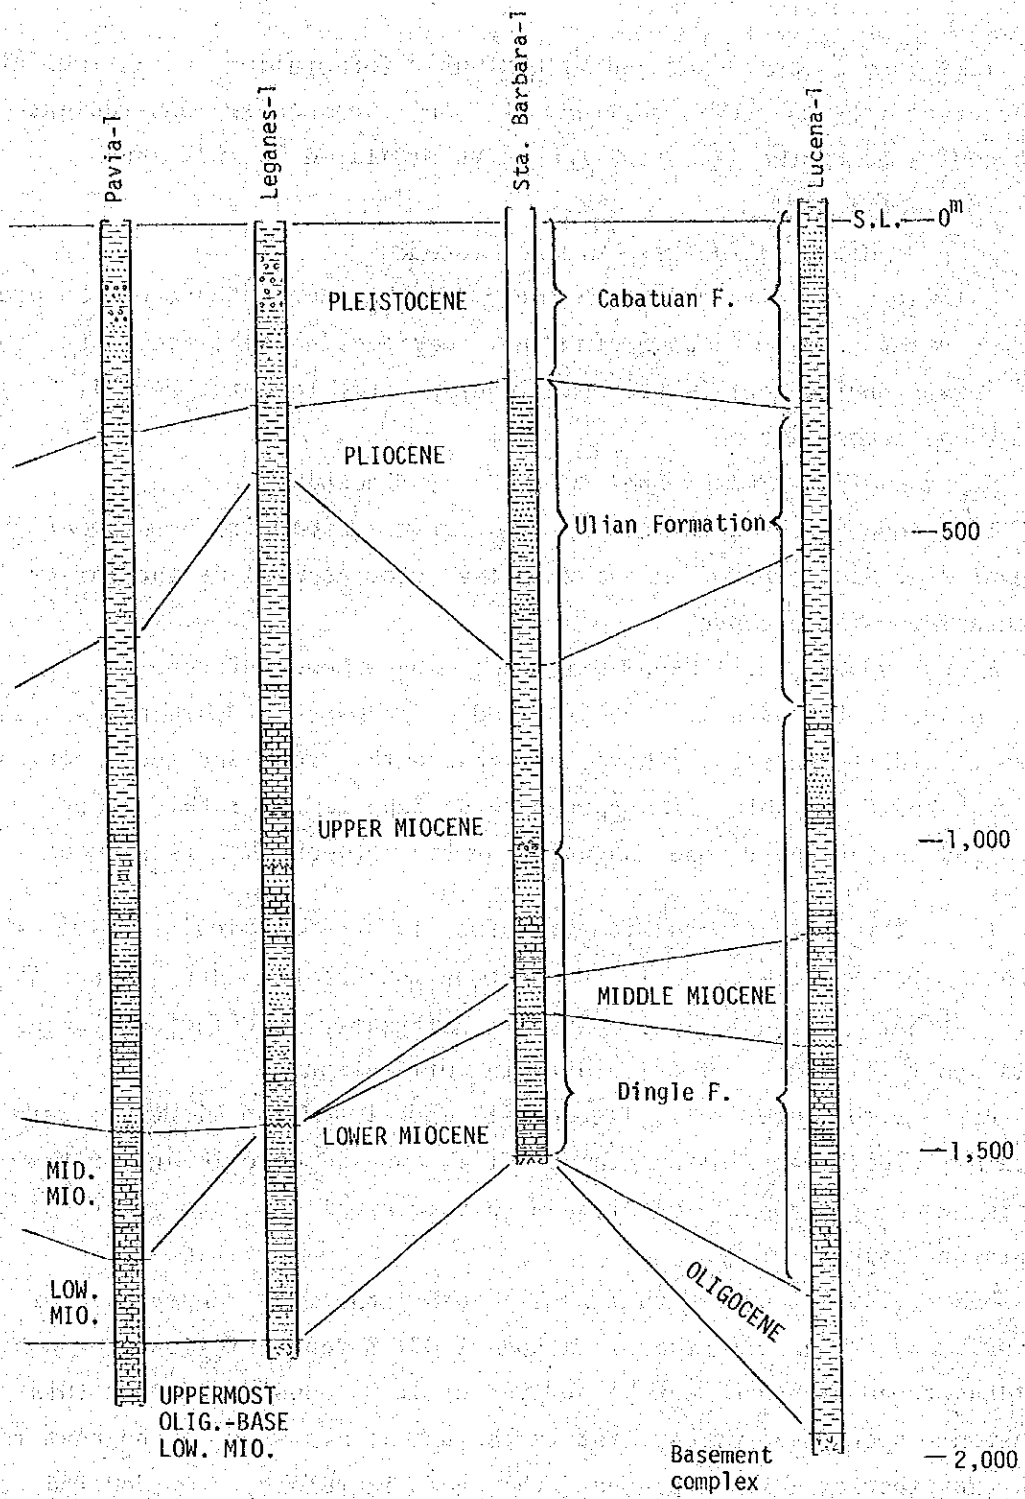 Pavia-1
Leganes-1
Sta. Barbara-1
Lucena-1
S.L.
0m
PLEISTOCENE
Cabatuan F.
PLIOCENE
Ulian Formation
500
UPPER MIOCENE
1,000
MIDDLE MIOCENE
Dingle F.
LOWER MIOCENE
1,500
MID.
MIO.
LOW.
MIO.
OLIGOCENE
UPPERMOST
OLIG.-BASE
LOW. MIO.
Basement
complex
2,000